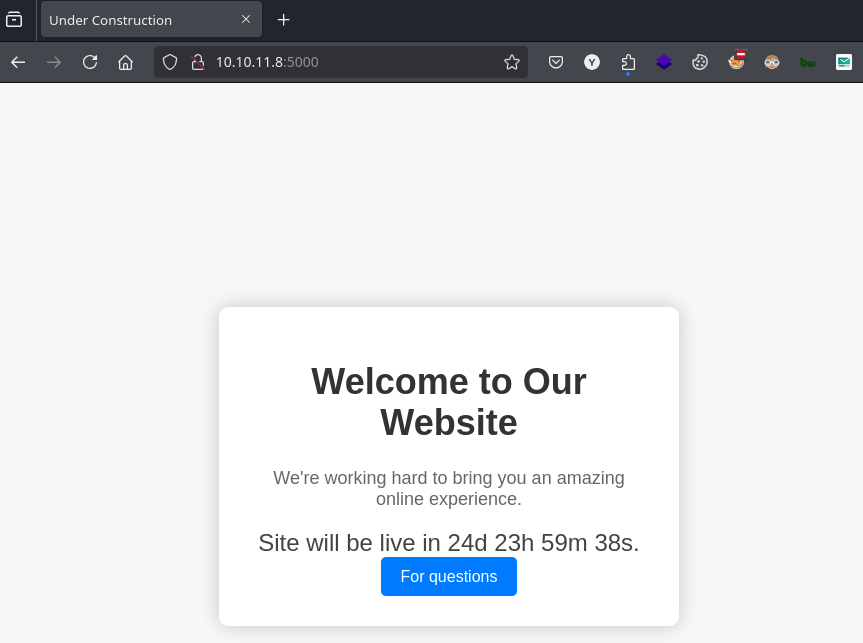 Under Construction
10.10.11.8:5000
Y
Welcome to Our
Website
We're working hard to bring you an amazing
online experience.
Site will be live in 24d 23h 59m 38s.
For questions